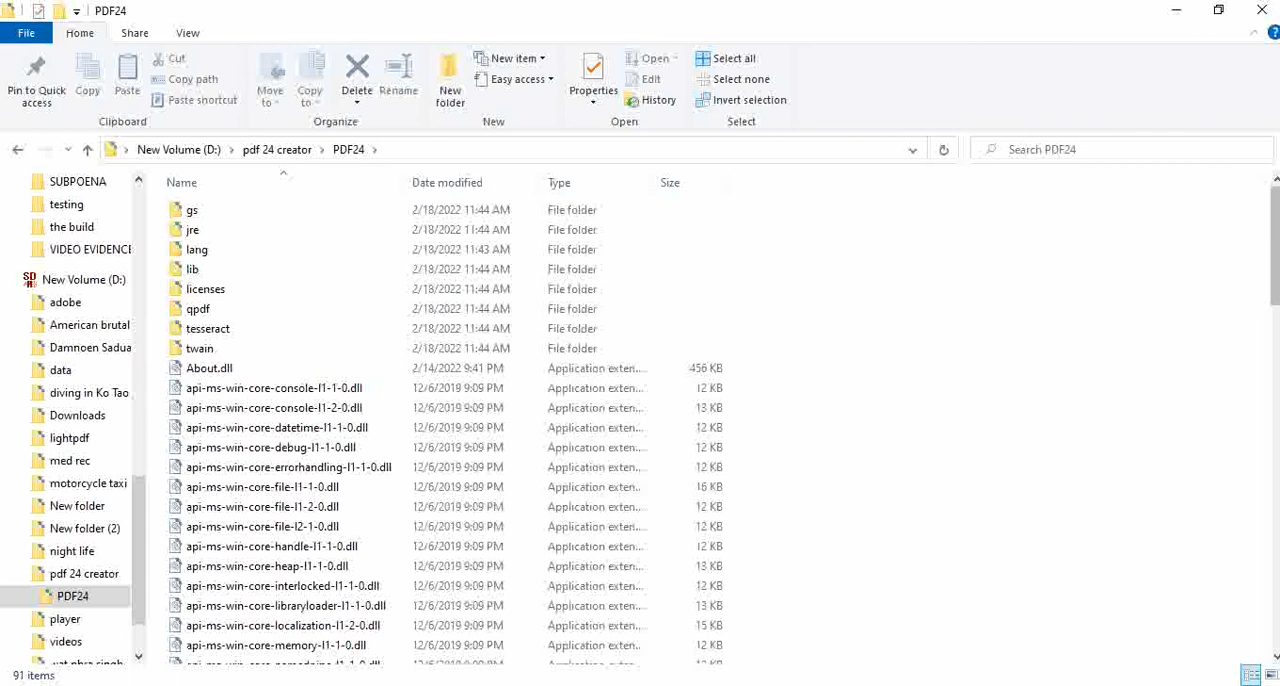 PDF24
File Home Share View
Pin to Quick access
Copy
Paste
Cut
Copy path
Paste shortcut
Clipboard
Move to
Copy to
Delete
Rename
Organize
New folder
New item
Easy access
New
Properties
Open
Edit
History
Open
Select all
Select none
Invert selection
Select
New Volume (D:) › pdf 24 creator › PDF24 ›
Search PDF24
SUBPOENA
testing
the build
VIDEO EVIDENCE
New Volume (D:)
adobe
American brutal
Damnoen Sadua
data
diving in Ko Tao
Downloads
lightpdf
med rec
motorcycle taxi
New folder
New folder (2)
night life
pdf 24 creator
PDF24
player
videos
Name Date modified Type Size
gs 2/18/2022 11:44 AM File folder
jre 2/18/2022 11:44 AM File folder
lang 2/18/2022 11:43 AM File folder
lib 2/18/2022 11:44 AM File folder
licenses 2/18/2022 11:44 AM File folder
qpdf 2/18/2022 11:44 AM File folder
tesseract 2/18/2022 11:44 AM File folder
twain 2/18/2022 11:44 AM File folder
About.dll 2/14/2022 9:41 PM Application exten... 456 KB
api-ms-win-core-console-l1-1-0.dll 12/6/2019 9:09 PM Application exten... 12 KB
api-ms-win-core-console-l1-2-0.dll 12/6/2019 9:09 PM Application exten... 13 KB
api-ms-win-core-datetime-l1-1-0.dll 12/6/2019 9:09 PM Application exten... 12 KB
api-ms-win-core-debug-l1-1-0.dll 12/6/2019 9:09 PM Application exten... 12 KB
api-ms-win-core-errorhandling-l1-1-0.dll 12/6/2019 9:09 PM Application exten... 12 KB
api-ms-win-core-file-l1-1-0.dll 12/6/2019 9:09 PM Application exten... 16 KB
api-ms-win-core-file-l1-2-0.dll 12/6/2019 9:09 PM Application exten... 12 KB
api-ms-win-core-file-l2-1-0.dll 12/6/2019 9:09 PM Application exten... 12 KB
api-ms-win-core-handle-l1-1-0.dll 12/6/2019 9:09 PM Application exten... 12 KB
api-ms-win-core-heap-l1-1-0.dll 12/6/2019 9:09 PM Application exten... 13 KB
api-ms-win-core-interlocked-l1-1-0.dll 12/6/2019 9:09 PM Application exten... 12 KB
api-ms-win-core-libraryloader-l1-1-0.dll 12/6/2019 9:09 PM Application exten... 13 KB
api-ms-win-core-localization-l1-2-0.dll 12/6/2019 9:09 PM Application exten... 15 KB
api-ms-win-core-memory-l1-1-0.dll 12/6/2019 9:09 PM Application exten... 12 KB
91 items